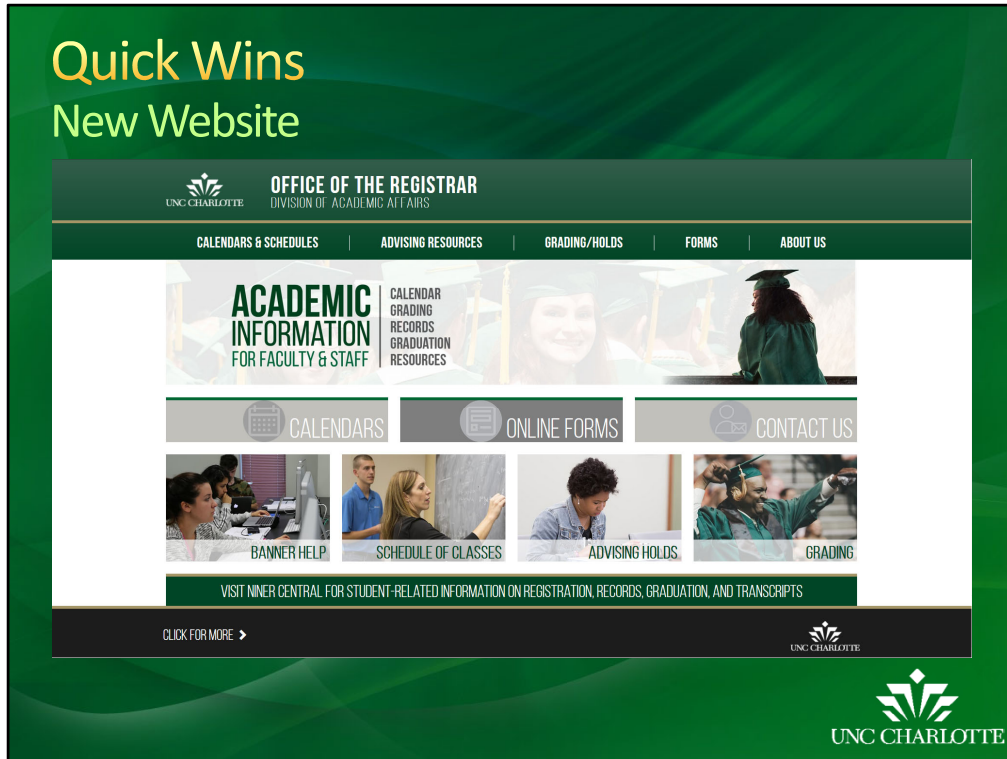 Quick Wins
New Website
UNC CHARLOTTE
OFFICE OF THE REGISTRAR
DIVISION OF ACADEMIC AFFAIRS
CALENDARS & SCHEDULES | ADVISING RESOURCES | GRADING/HOLDS | FORMS | ABOUT US
ACADEMIC
INFORMATION
FOR FACULTY & STAFF
CALENDAR
GRADING
RECORDS
GRADUATION
RESOURCES
CALENDARS
ONLINE FORMS
CONTACT US
BANNER HELP
SCHEDULE OF CLASSES
ADVISING HOLDS
GRADING
VISIT NINER CENTRAL FOR STUDENT-RELATED INFORMATION ON REGISTRATION, RECORDS, GRADUATION, AND TRANSCRIPTS
CLICK FOR MORE >
UNC CHARLOTTE
UNC CHARLOTTE